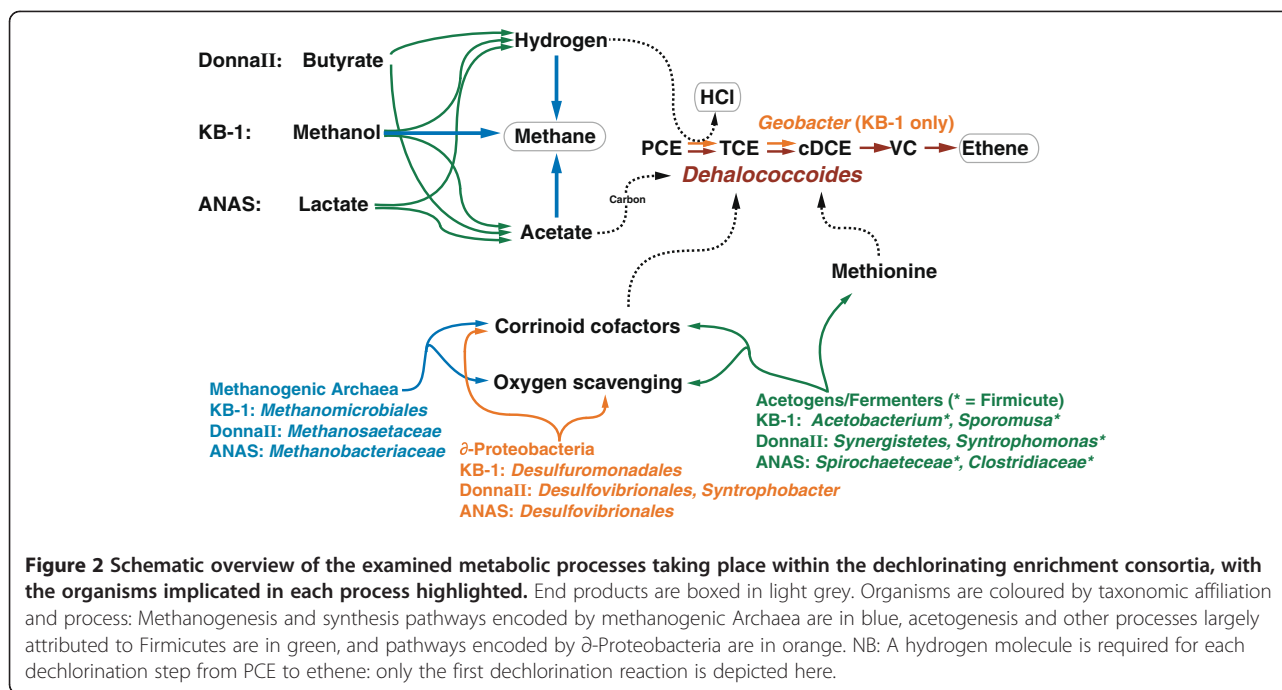 DonnaII: Butyrate
Hydrogen
HCl
KB-1: Methanol
Methane
Geobacter (KB-1 only)
PCE TCE cDCE VC Ethene
Dehalococcoides
ANAS: Lactate
Carbon
Acetate
Methionine
Corrinoid cofactors
Oxygen scavenging
Methanogenic Archaea
KB-1: Methanomicrobiales
DonnaII: Methanosaetaceae
ANAS: Methanobacteriaceae
∂-Proteobacteria
KB-1: Desulfuromonadales
DonnaII: Desulfovibrionales, Syntrophobacter
ANAS: Desulfovibrionales
Acetogens/Fermenters (* = Firmicute)
KB-1: Acetobacterium*, Sporomusa*
DonnaII: Synergistetes, Syntrophomonas*
ANAS: Spirochaeteceae*, Clostridiaceae*
Figure 2 Schematic overview of the examined metabolic processes taking place within the dechlorinating enrichment consortia, with
the organisms implicated in each process highlighted. End products are boxed in light grey. Organisms are coloured by taxonomic affiliation
and process: Methanogenesis and synthesis pathways encoded by methanogenic Archaea are in blue, acetogenesis and other processes largely
attributed to Firmicutes are in green, and pathways encoded by ∂-Proteobacteria are in orange. NB: A hydrogen molecule is required for each
dechlorination step from PCE to ethene: only the first dechlorination reaction is depicted here.